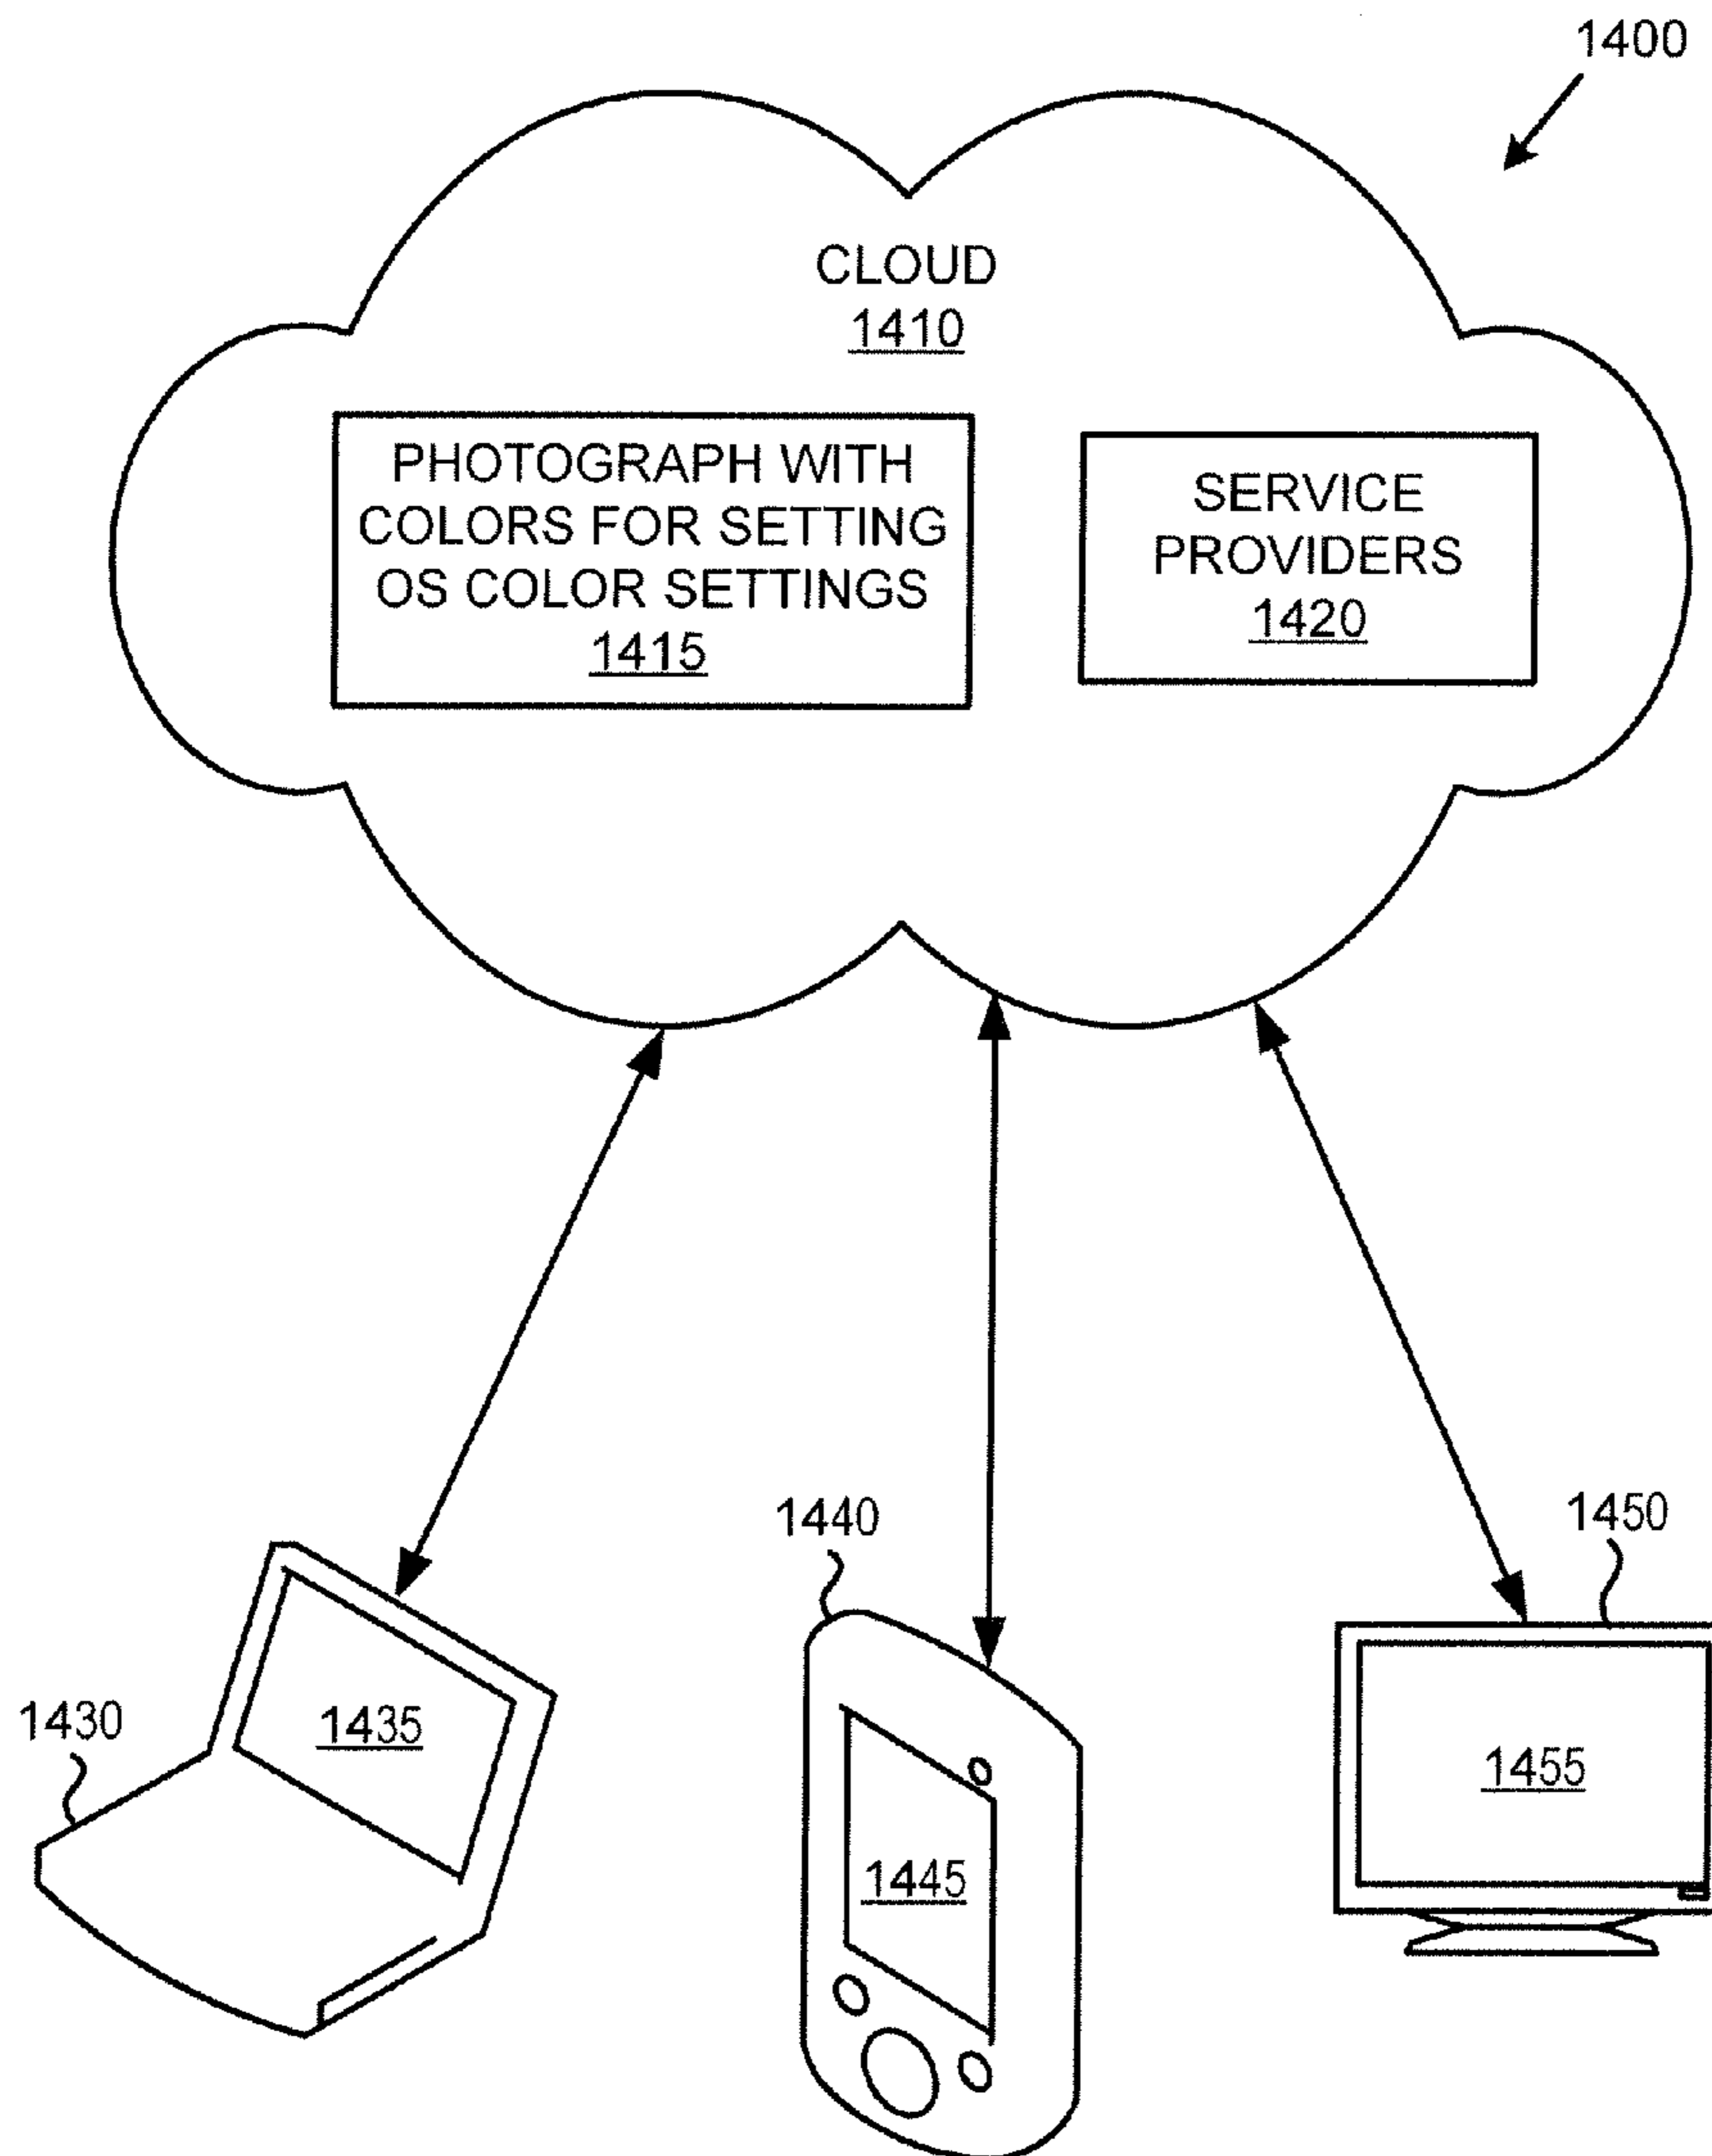 1400
CLOUD
1410
PHOTOGRAPH WITH
COLORS FOR SETTING
OS COLOR SETTINGS
1415
SERVICE
PROVIDERS
1420
1430
1435
1440
1445
1450
1455